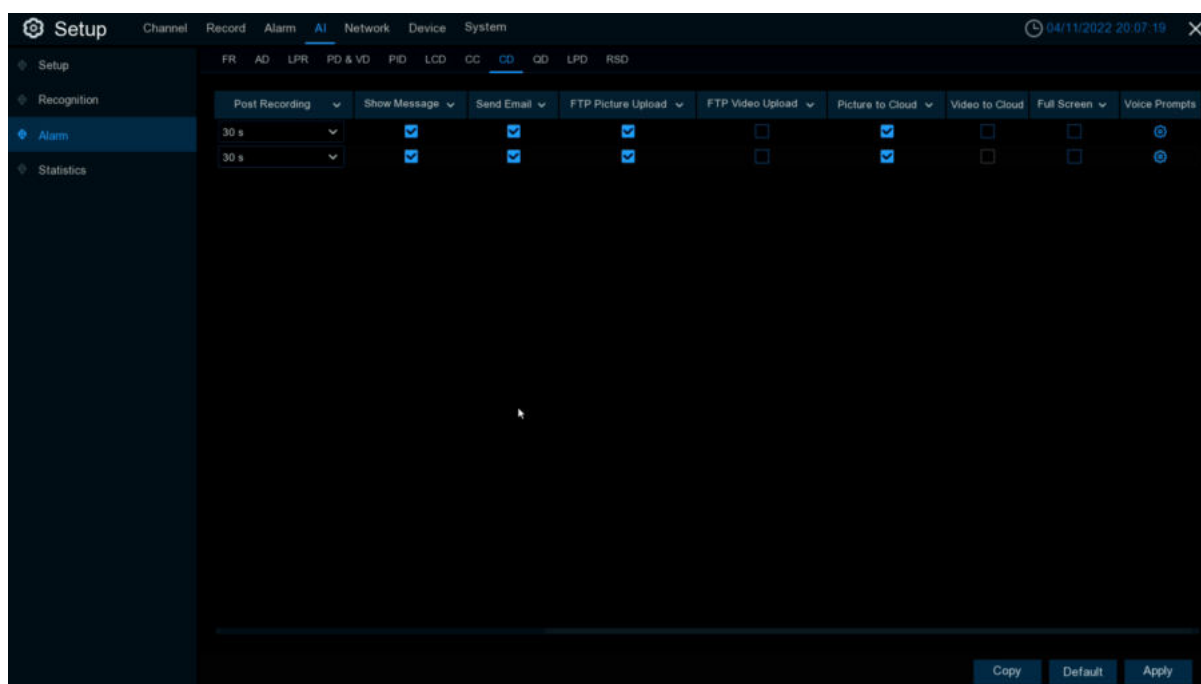 Setup Channel Record Alarm AI Network Device System 04/11/2022 20:07:19
Setup FR AD LPR PD & VD PID LCD CC CD QD LPD RSD
Recognition Post Recording Show Message Send Email FTP Picture Upload FTP Video Upload Picture to Cloud Video to Cloud Full Screen Voice Prompts
Alarm 30 s
30 s
Statistics
Copy Default Apply